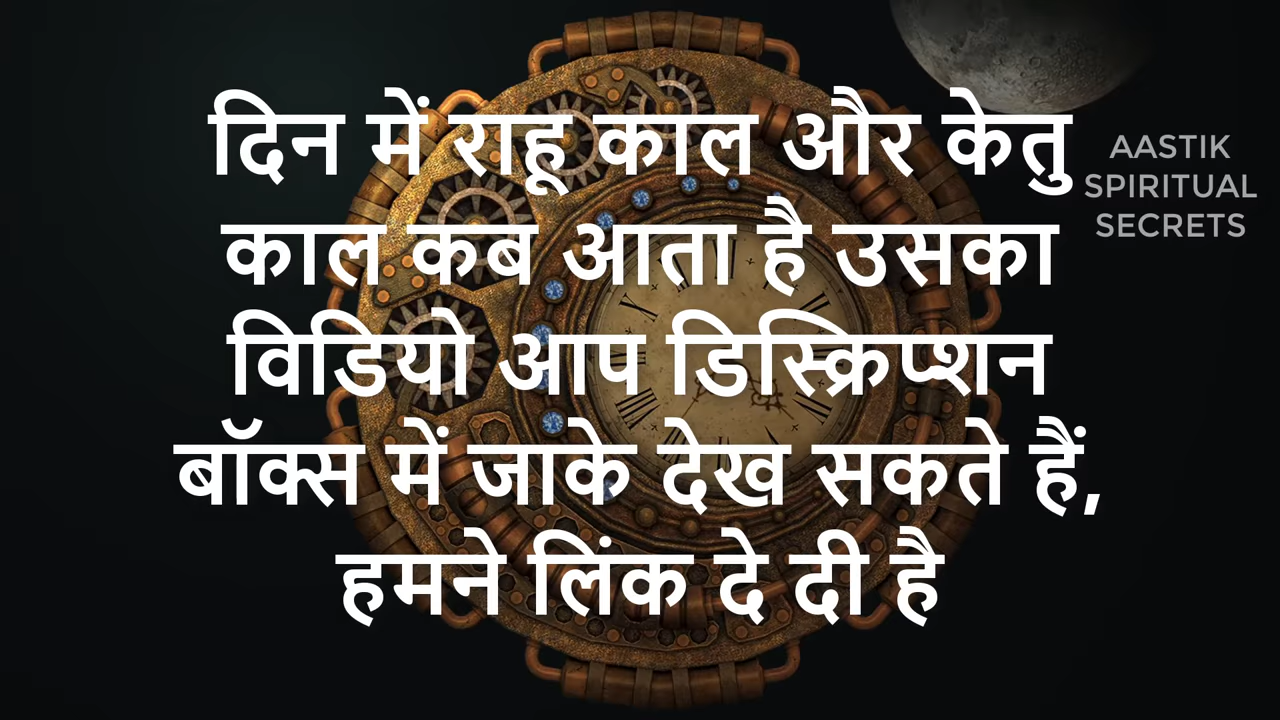 दिन में राहू काल और केतु
काल कब आता है उसका
विडियो आप डिस्क्रिप्शन
बॉक्स में जाके देख सकते हैं,
हमने लिंक दे दी है
AASTIK
SPIRITUAL
SECRETS